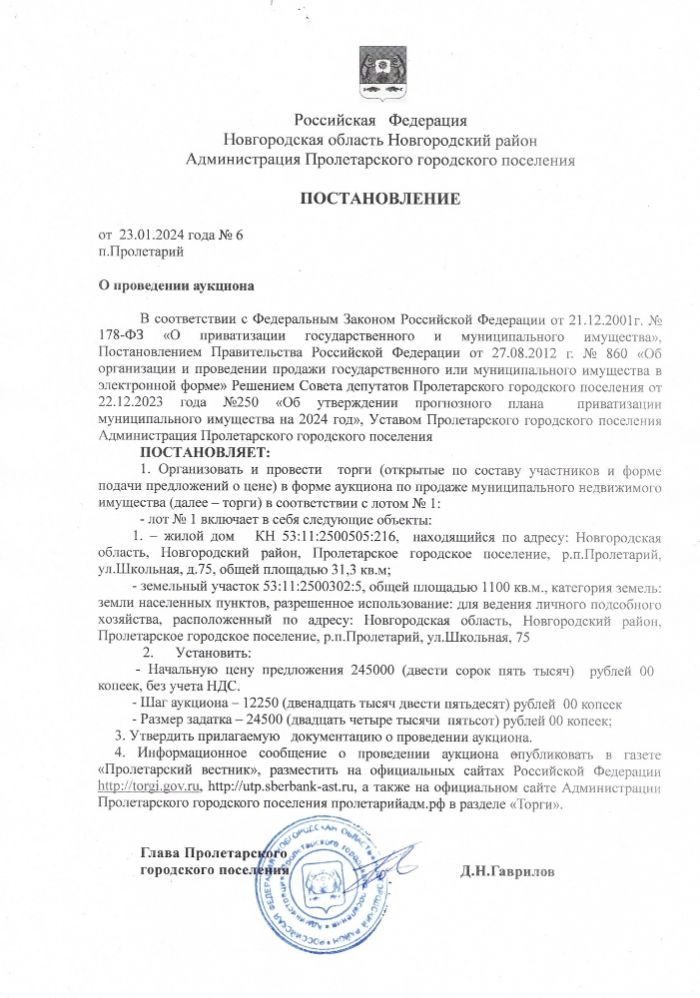 Российская Федерация
Новгородская область Новгородский район
Администрация Пролетарского городского поселения
ПОСТАНОВЛЕНИЕ
от 23.01.2024 года № 6
п.Пролетарий
О проведении аукциона
В соответствии с Федеральным Законом Российской Федерации от 21.12.2001г. №
178-ФЗ «О приватизации государственного и муниципального имущества»,
Постановлением Правительства Российской Федерации от 27.08.2012 г. № 860 «Об
организации и проведении продажи государственного или муниципального имущества в
электронной форме» Решением Совета депутатов Пролетарского городского поселения от
22.12.2023 года №250 «Об утверждении прогнозного плана приватизации
муниципального имущества на 2024 год», Уставом Пролетарского городского поселения
Администрация Пролетарского городского поселения
ПОСТАНОВЛЯЕТ:
1. Организовать и провести торги (открытые по составу участников и форме
подачи предложений о цене) в форме аукциона по продаже муниципального недвижимого
имущества (далее – торги) в соответствии с лотом № 1:
- лот № 1 включает в себя следующие объекты:
1. – жилой дом КН 53:11:2500505:216, находящийся по адресу: Новгородская
область, Новгородский район, Пролетарское городское поселение, р.п.Пролетарий,
ул.Школьная, д.75, общей площадью 31,3 кв.м;
- земельный участок 53:11:2500302:5, общей площадью 1100 кв.м., категория земель:
земли населенных пунктов, разрешенное использование: для ведения личного подсобного
хозяйства, расположенный по адресу: Новгородская область, Новгородский район,
Пролетарское городское поселение, р.п.Пролетарий, ул.Школьная, 75
2. Установить:
- Начальную цену предложения 245000 (двести сорок пять тысяч) рублей 00
копеек, без учета НДС.
- Шаг аукциона – 12250 (двенадцать тысяч двести пятьдесят) рублей 00 копеек
- Размер задатка – 24500 (двадцать четыре тысячи пятьсот) рублей 00 копеек;
3. Утвердить прилагаемую документацию о проведении аукциона.
4. Информационное сообщение о проведении аукциона опубликовать в газете
«Пролетарский вестник», разместить на официальных сайтах Российской Федерации
http://torgi.gov.ru, http://utp.sberbank-ast.ru, а также на официальном сайте Администрации
Пролетарского городского поселения пролетарийадм.рф в разделе «Торги».
Глава Пролетарского
городского поселения Д.Н.Гаврилов